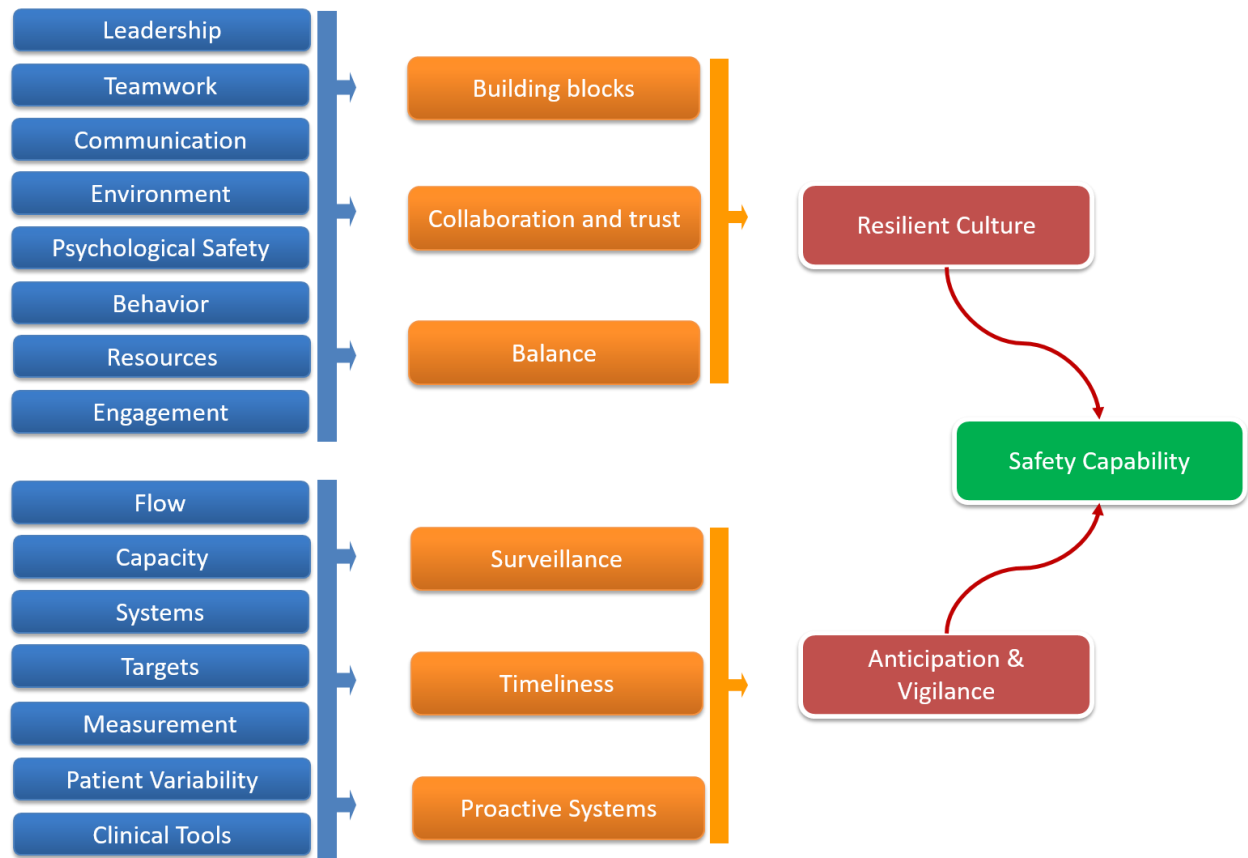 Leadership
Teamwork
Communication
Environment
Psychological Safety
Behavior
Resources
Engagement
Flow
Capacity
Systems
Targets
Measurement
Patient Variability
Clinical Tools
Building blocks
Collaboration and trust
Balance
Surveillance
Timeliness
Proactive Systems
Resilient Culture
Anticipation &
Vigilance
Safety Capability